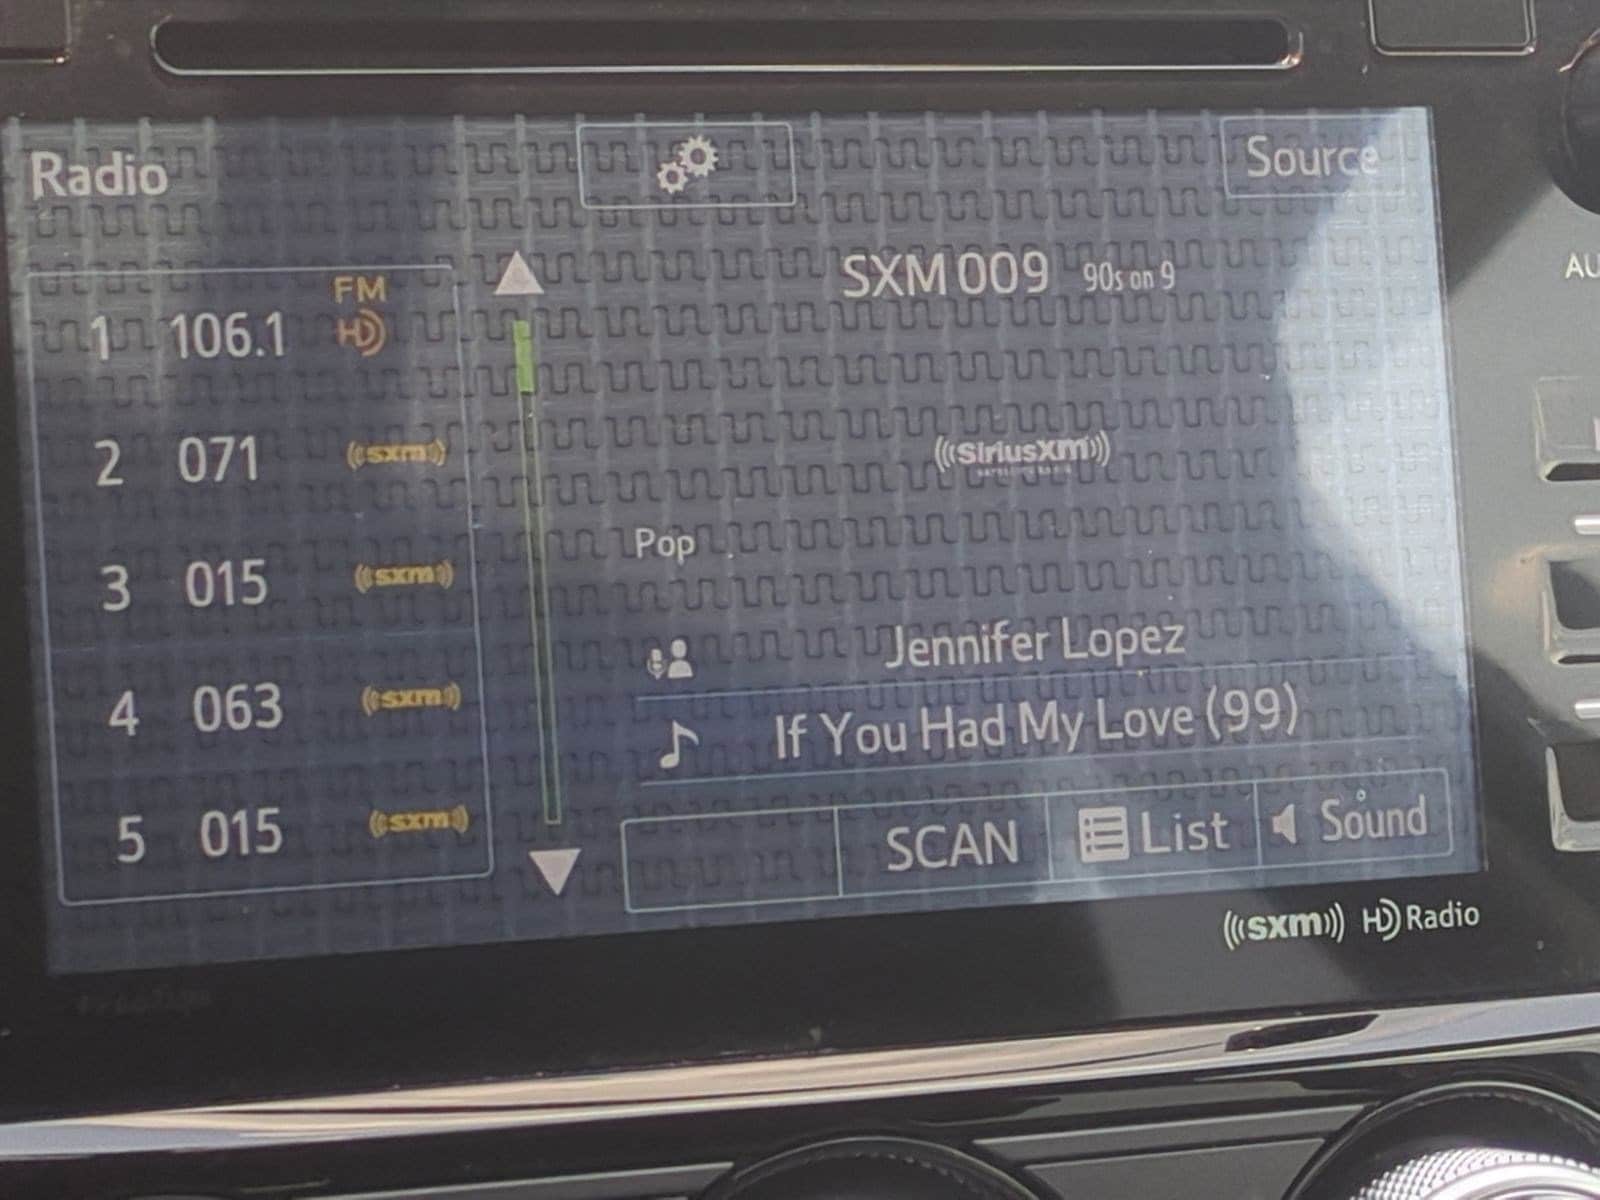 Radio
Source
SXM 009 90s on 9
FM
1 106.1 HD
2 071 sxm
SiriusXM
Pop
3 015 sxm
Jennifer Lopez
4 063 sxm
If You Had My Love (99)
5 015 sxm
SCAN List Sound
sxm HD Radio
AU